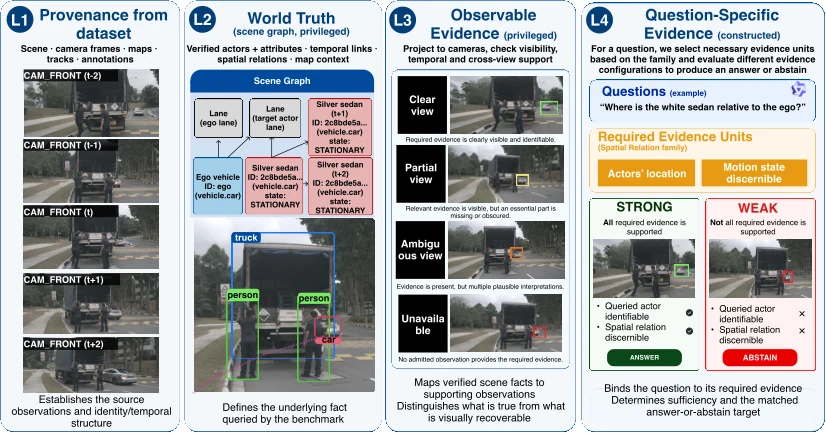 L1
Provenance from
dataset
Scene · camera frames · maps ·
tracks · annotations
CAM_FRONT (t-2)
CAM_FRONT (t-1)
CAM_FRONT (t)
CAM_FRONT (t+1)
CAM_FRONT (t+2)
Establishes the source
observations and identity/temporal
structure
L2
World Truth
(scene graph, privileged)
Verified actors + attributes · temporal links ·
spatial relations · map context
Scene Graph
Lane
(ego lane)
Lane
(target actor
lane)
Silver sedan
(t+1)
ID: 2c8bde5a...
(vehicle.car)
state:
STATIONARY
Ego vehicle
ID: ego
(vehicle.car)
Silver sedan
ID: 2c8bde5a...
(vehicle.car)
state:
STATIONARY
Silver sedan
(t+2)
ID: 2c8bde5a...
(vehicle.car)
state:
STATIONARY
truck
person
person
car
Defines the underlying fact
queried by the benchmark
L3
Observable
Evidence (privileged)
Project to cameras, check visibility,
temporal and cross-view support
Clear
view
Required evidence is clearly visible and identifiable.
Partial
view
Relevant evidence is visible, but an essential part is
missing or obscured.
Ambigu
ous view
Evidence is present, but multiple plausible interpretations.
Unavaila
ble
No admitted observation provides the required evidence.
Maps verified scene facts to
supporting observations
Distinguishes what is true from what
is visually recoverable
L4
Question-Specific
Evidence (constructed)
For a question, we select necessary evidence units
based on the family and evaluate different evidence
configurations to produce an answer or abstain
Questions (example)
“Where is the white sedan relative to the ego?”
Required Evidence Units
(Spatial Relation family)
Actors’ location
Motion state
discernible
STRONG
All required evidence is
supported
• Queried actor
identifiable
• Spatial relation
discernible
ANSWER
WEAK
Not all required evidence is
supported
• Queried actor
identifiable
• Spatial relation
discernible
ABSTAIN
Binds the question to its required evidence
Determines sufficiency and the matched
answer-or-abstain target